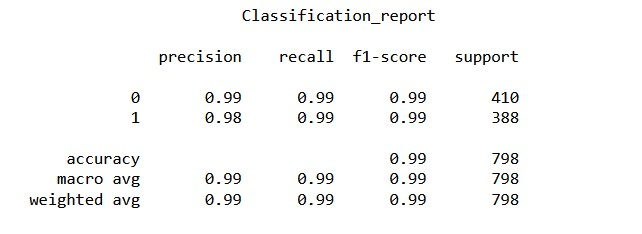 Classification_report
precision recall f1-score support
0 0.99 0.99 0.99 410
1 0.98 0.99 0.99 388
accuracy 0.99 798
macro avg 0.99 0.99 0.99 798
weighted avg 0.99 0.99 0.99 798